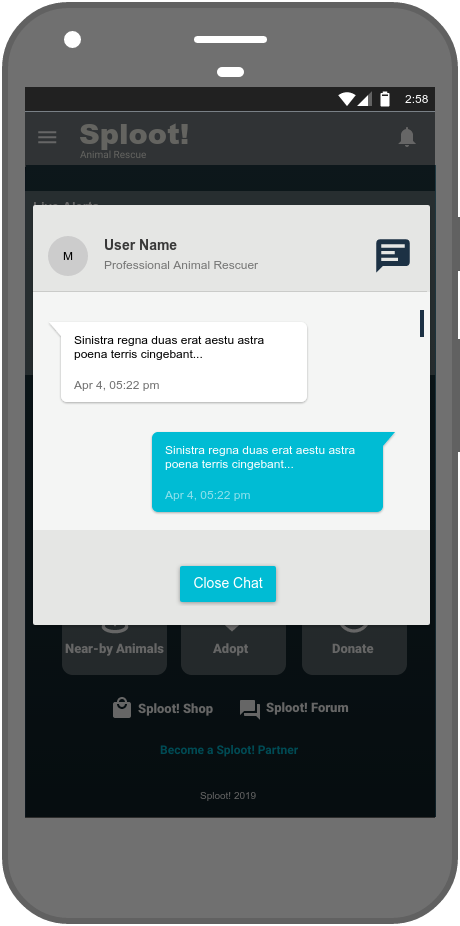 2:58
Sploot!
Animal Rescue
Live Alerts
M
User Name
Professional Animal Rescuer
Sinistra regna duas erat aestu astra
poena terris cingebant...
Apr 4, 05:22 pm
Sinistra regna duas erat aestu astra
poena terris cingebant...
Apr 4, 05:22 pm
Close Chat
Near-by Animals
Adopt
Donate
Sploot! Shop
Sploot! Forum
Become a Sploot! Partner
Sploot! 2019